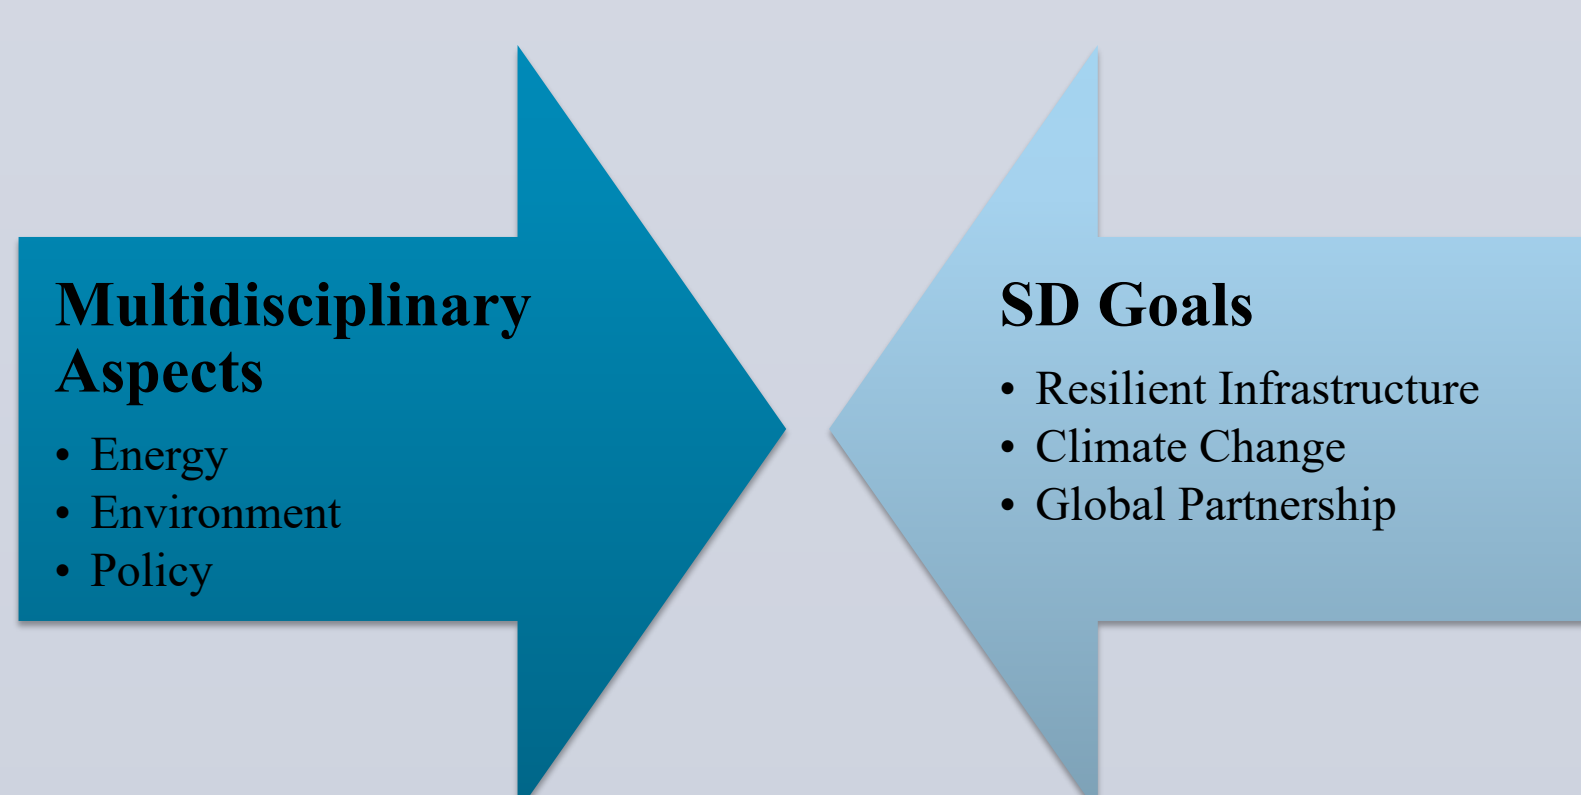 Multidisciplinary
Aspects
• Energy
• Environment
• Policy
SD Goals
• Resilient Infrastructure
• Climate Change
• Global Partnership